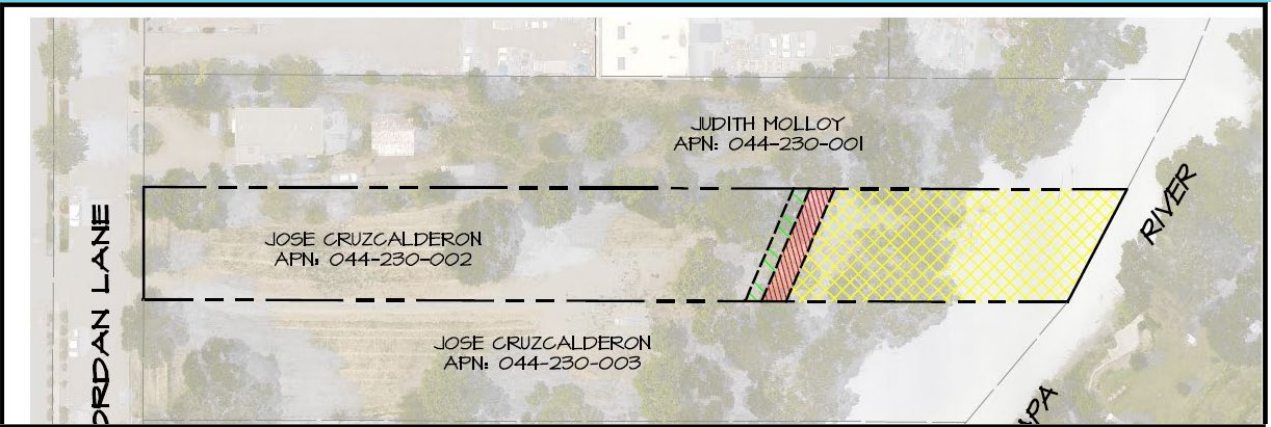 JUDITH MOLLOY
APN: 044-230-001
JOSE CRUZCALDERON
APN: 044-230-002
JOSE CRUZCALDERON
APN: 044-230-003
ORDAN LANE
RIVER
APA